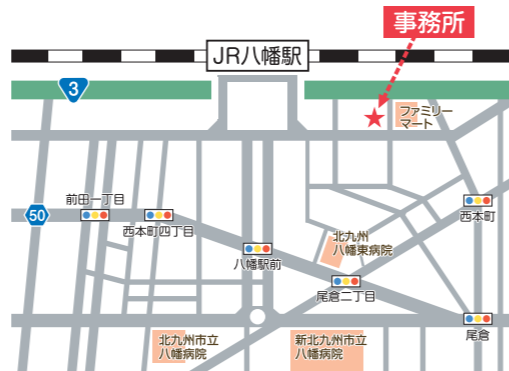 事務所
JR八幡駅
3
ファミリー
マート
前田一丁目
50
西本町四丁目
西本町
北九州
八幡東病院
八幡駅前
尾倉二丁目
尾倉
北九州市立
八幡病院
新北九州市立
八幡病院